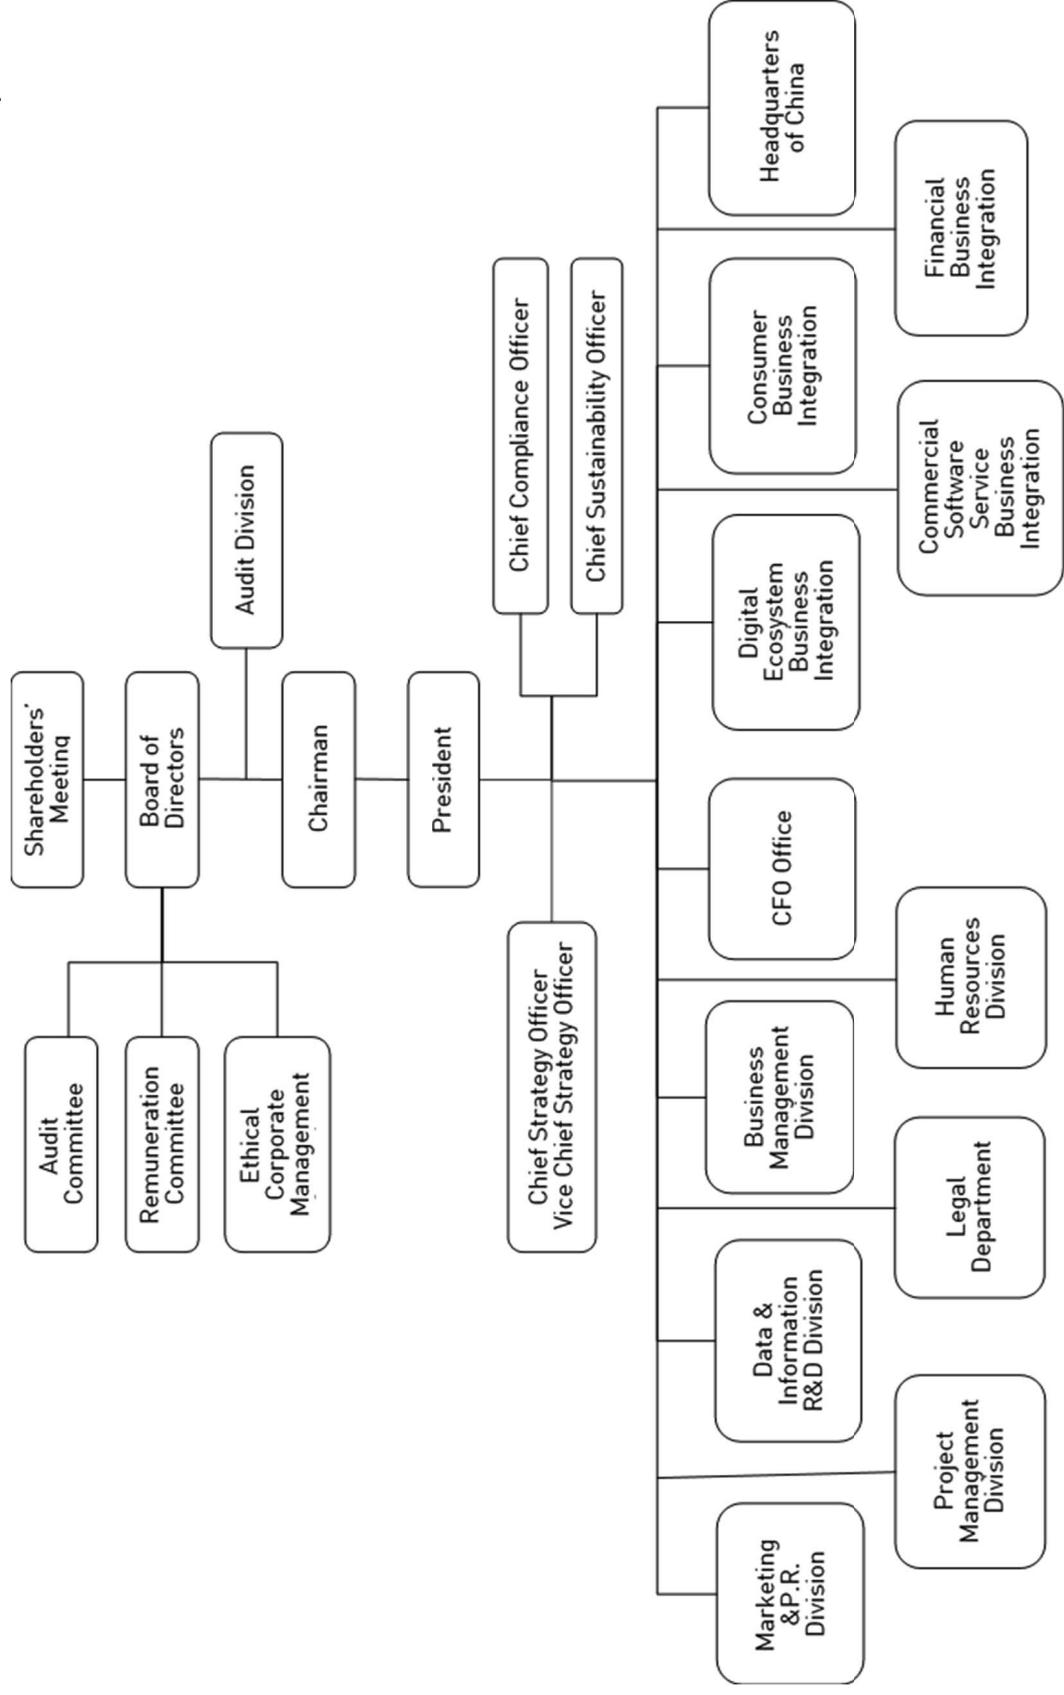 Shareholders'
Meeting
Board of
Directors
Audit Division
Audit
Committee
Remuneration
Committee
Ethical
Corporate
Management
Chairman
President
Chief Compliance Officer
Chief Sustainability Officer
Chief Strategy Officer
Vice Chief Strategy Officer
Marketing
&P.R.
Division
Project
Management
Division
Data &
Information
R&D Division
Legal
Department
Business
Management
Division
Human
Resources
Division
CFO Office
Digital
Ecosystem
Business
Integration
Commercial
Software
Service
Business
Integration
Consumer
Business
Integration
Financial
Business
Integration
Headquarters
of China